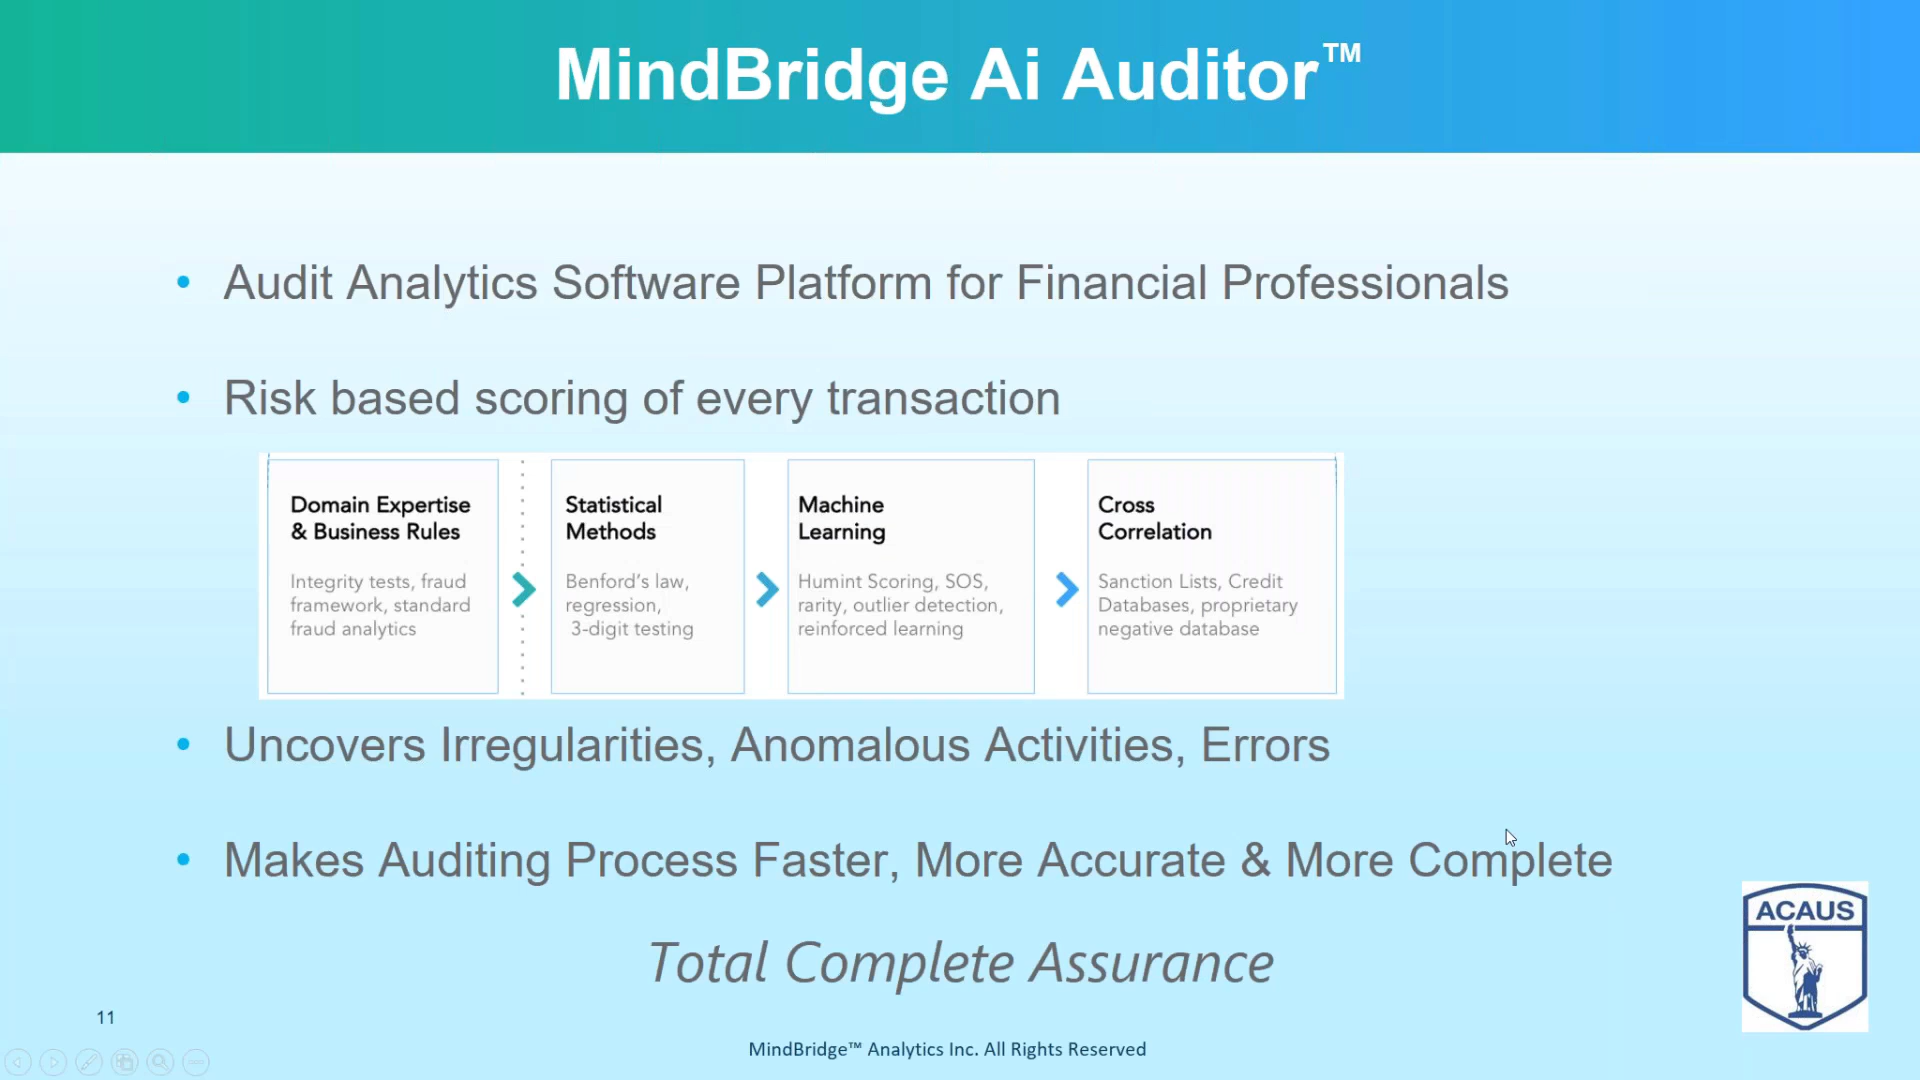 MindBridge Ai Auditor™
• Audit Analytics Software Platform for Financial Professionals
• Risk based scoring of every transaction
Domain Expertise
& Business Rules
Integrity tests, fraud
framework, standard
fraud analytics
Statistical
Methods
Benford's law,
regression,
3-digit testing
Machine
Learning
Humint Scoring, SOS,
rarity, outlier detection,
reinforced learning
Cross
Correlation
Sanction Lists, Credit
Databases, proprietary
negative database
• Uncovers Irregularities, Anomalous Activities, Errors
• Makes Auditing Process Faster, More Accurate & More Complete
Total Complete Assurance
ACAUS
11
MindBridge™ Analytics Inc. All Rights Reserved